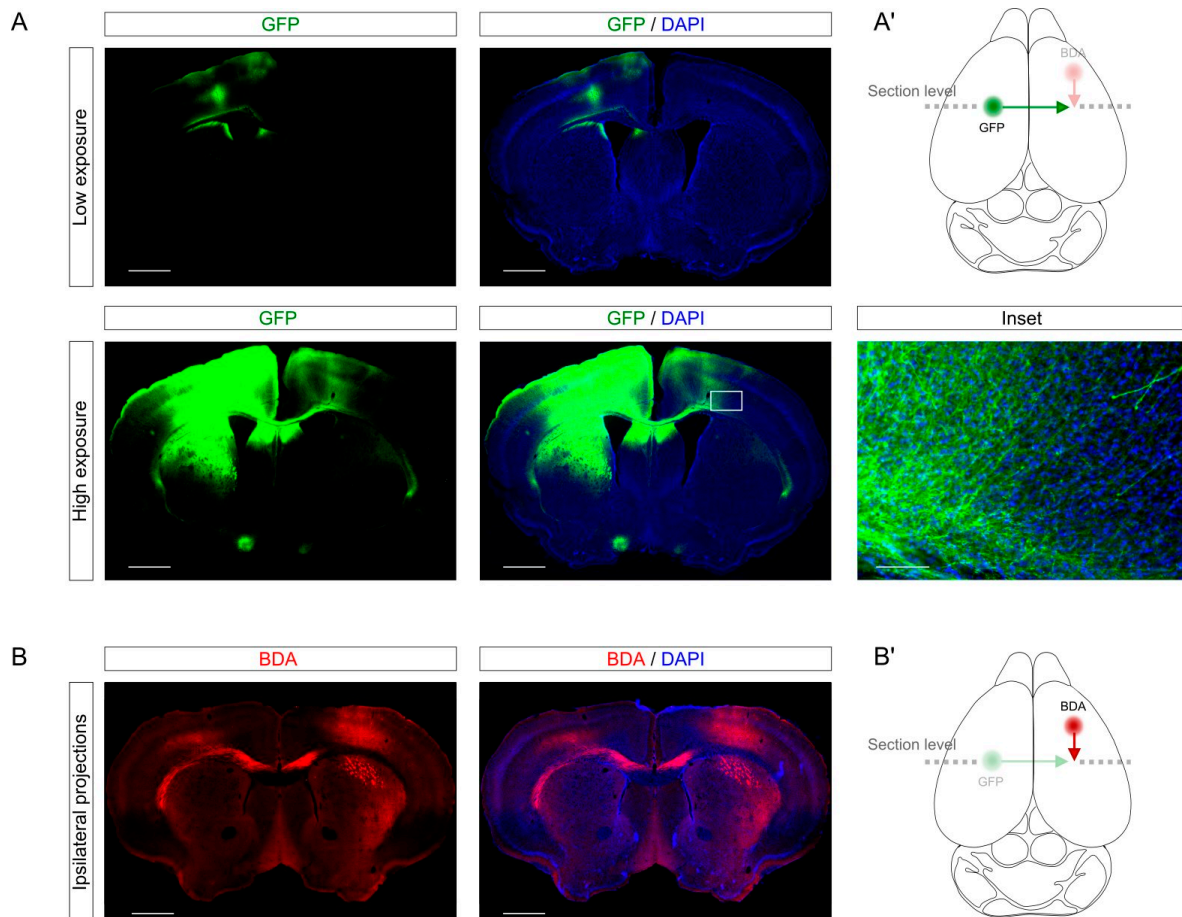 A
GFP
GFP / DAPI
A'
Low exposure
BDA
Section level
GFP
GFP
GFP / DAPI
Inset
High exposure
B
BDA
BDA / DAPI
B'
Ipsilateral projections
BDA
Section level
GFP